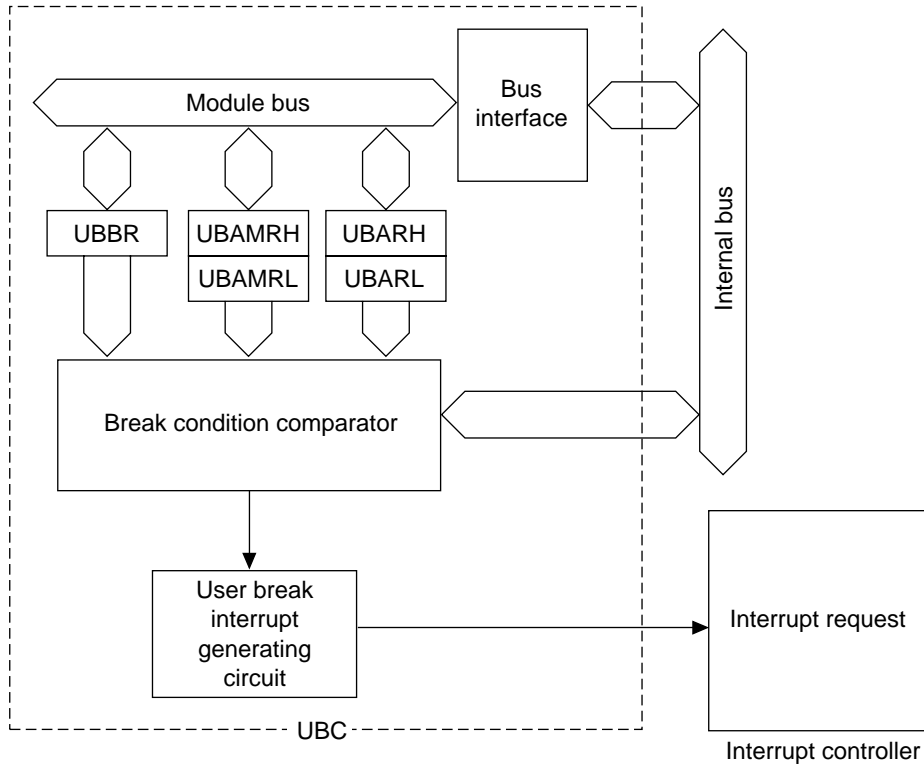 Module bus
Bus
interface
UBBR
UBAMRH
UBARH
UBAMRL
UBARL
Internal bus
Break condition comparator
User break
interrupt
generating
circuit
Interrupt request
UBC
Interrupt controller